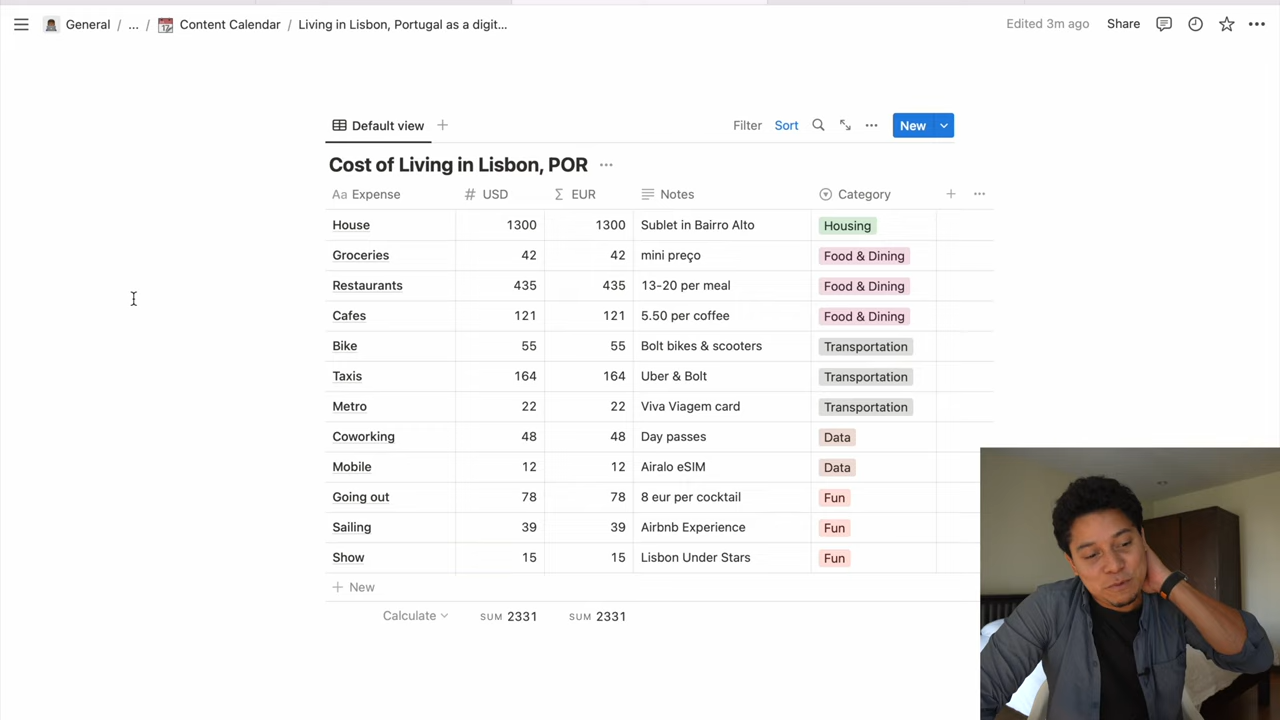 General / ... / Content Calendar / Living in Lisbon, Portugal as a digit... Edited 3m ago Share
Default view Filter Sort New
Cost of Living in Lisbon, POR
Aa Expense # USD Σ EUR Notes Category
House 1300 1300 Sublet in Bairro Alto Housing
Groceries 42 42 mini preço Food & Dining
Restaurants 435 435 13-20 per meal Food & Dining
Cafes 121 121 5.50 per coffee Food & Dining
Bike 55 55 Bolt bikes & scooters Transportation
Taxis 164 164 Uber & Bolt Transportation
Metro 22 22 Viva Viagem card Transportation
Coworking 48 48 Day passes Data
Mobile 12 12 Airalo eSIM Data
Going out 78 78 8 eur per cocktail Fun
Sailing 39 39 Airbnb Experience Fun
Show 15 15 Lisbon Under Stars Fun
+ New
Calculate SUM 2331 SUM 2331